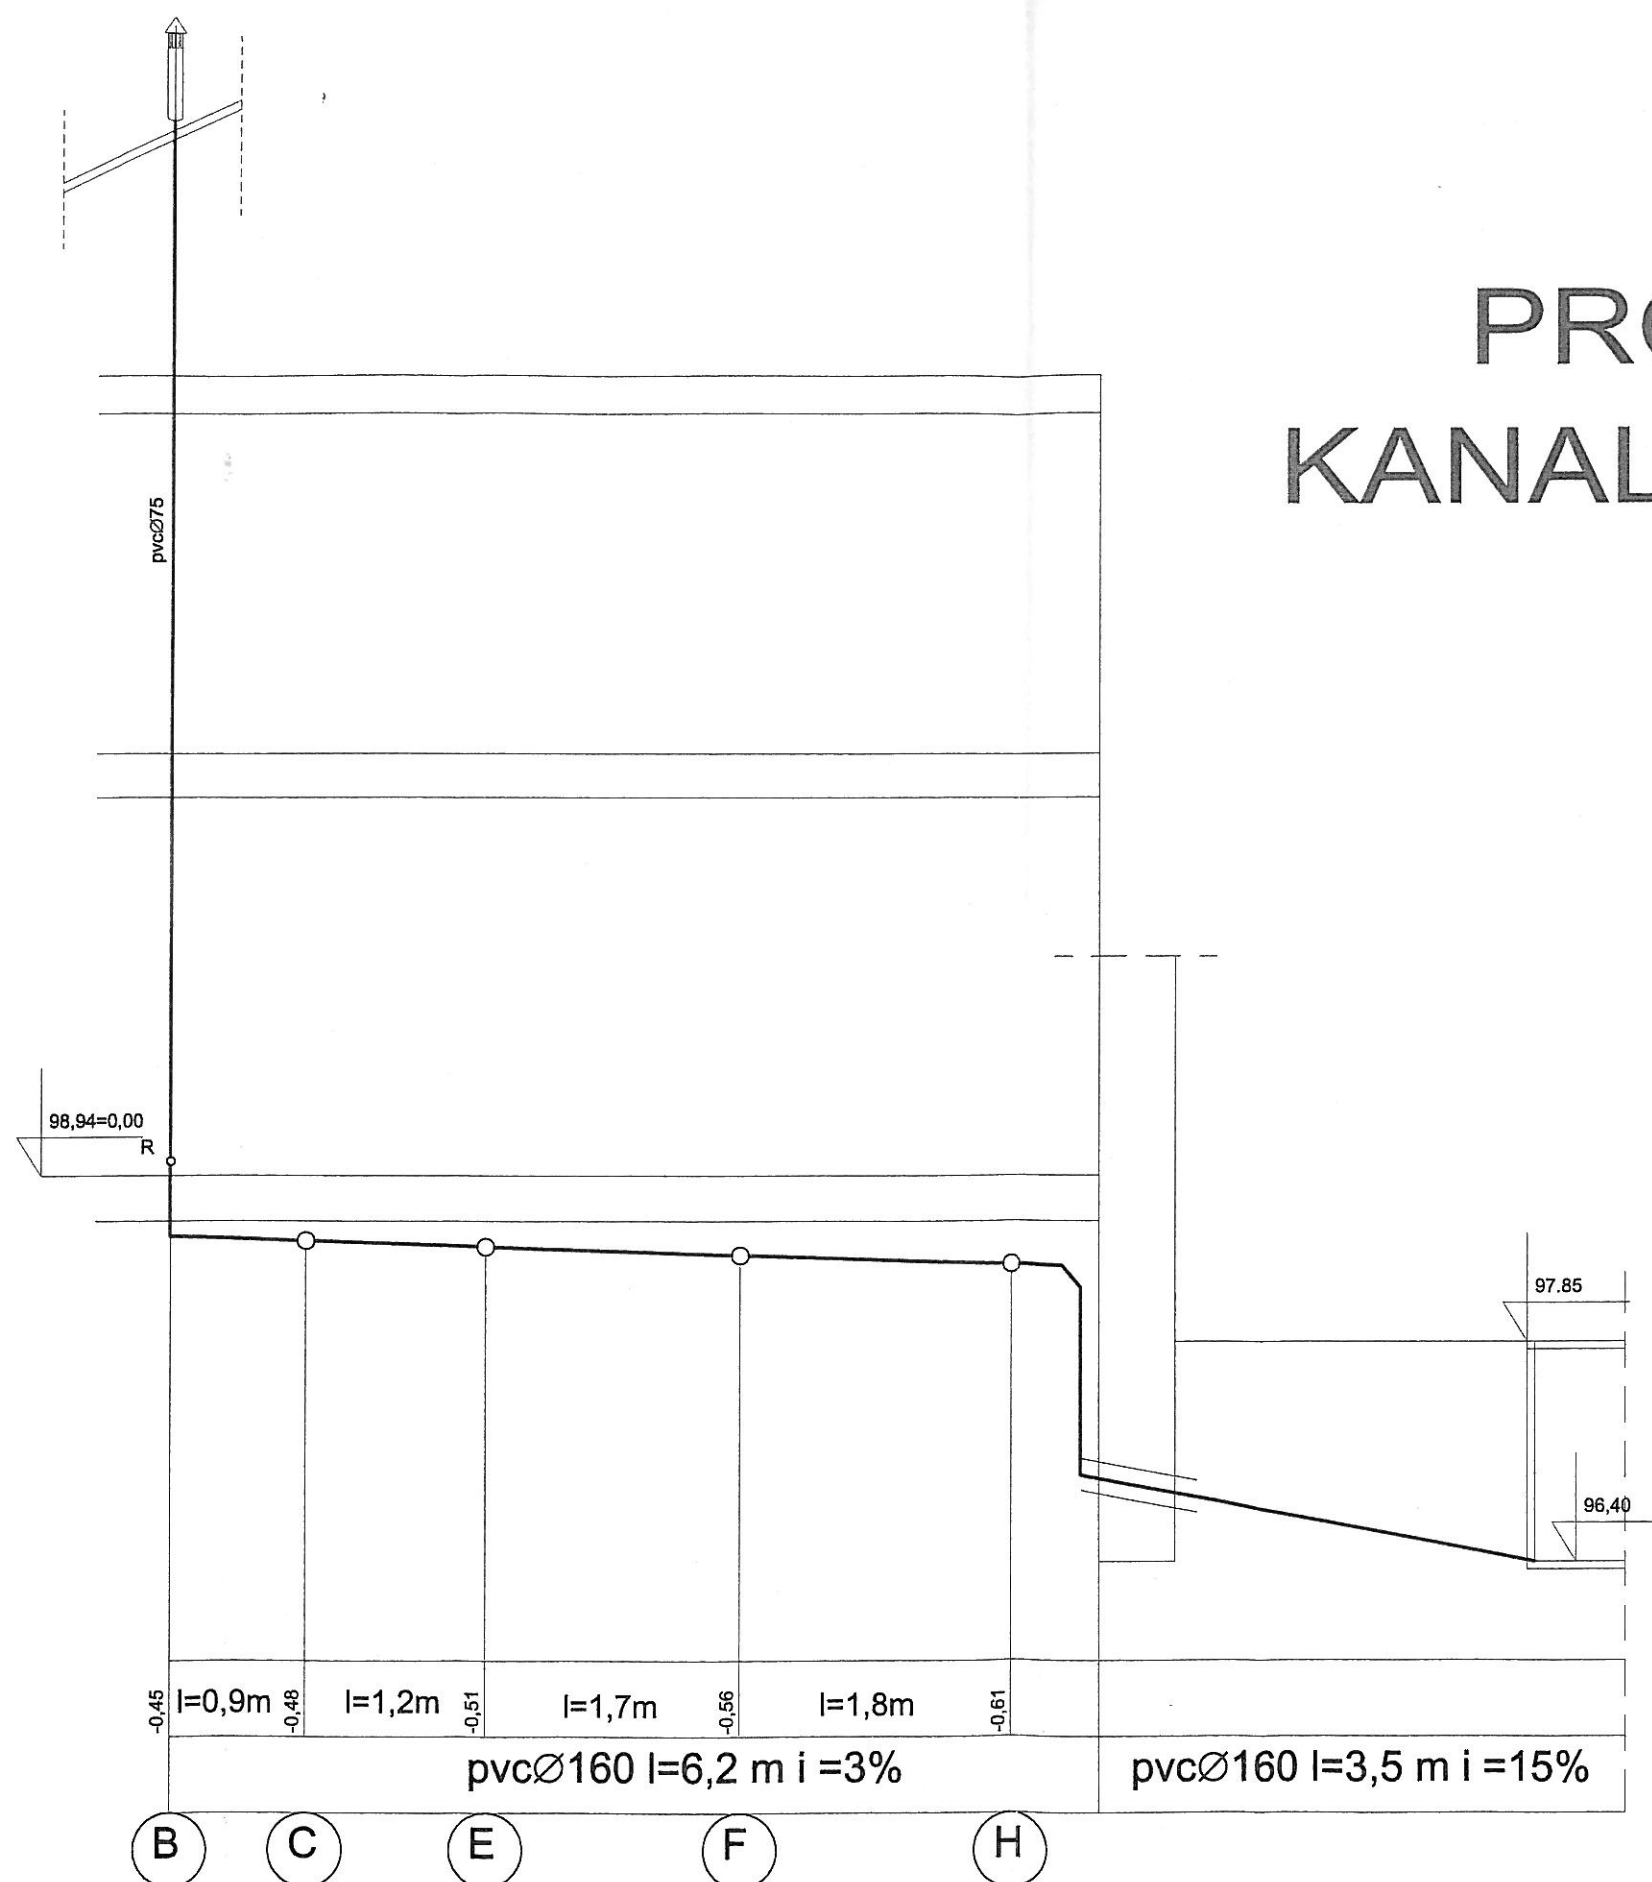 PR
KANAL
pvcØ75
98,94=0,00
R
97.85
96,40
-0,45
l=0,9m
-0,48
l=1,2m
-0,51
l=1,7m
-0,56
l=1,8m
-0,61
pvcØ160 l=6,2 m i =3%
pvcØ160 l=3,5 m i =15%
B
C
E
F
H